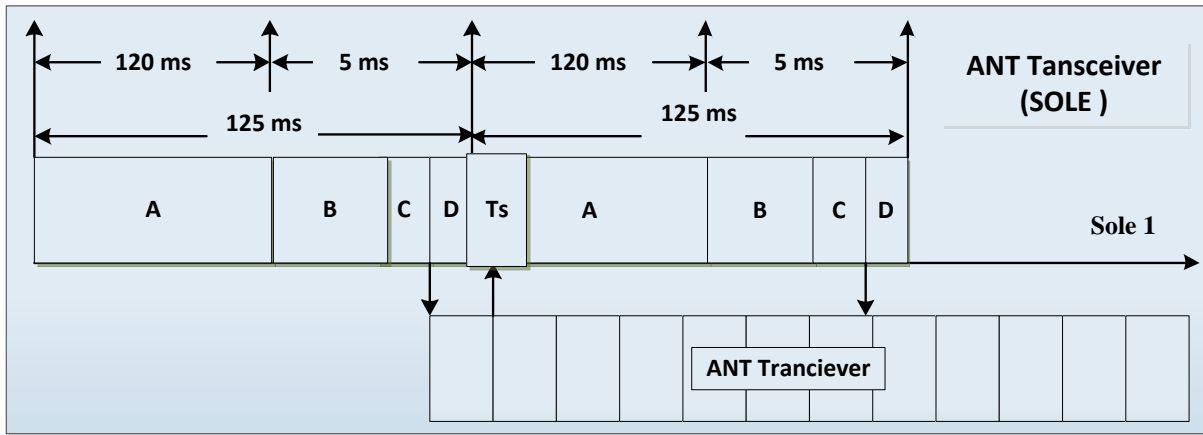 120 ms
5 ms
120 ms
5 ms
ANT Tansceiver
(SOLE )
125 ms
125 ms
A
B
C
D
Ts
A
B
C
D
Sole 1
ANT Tranciever